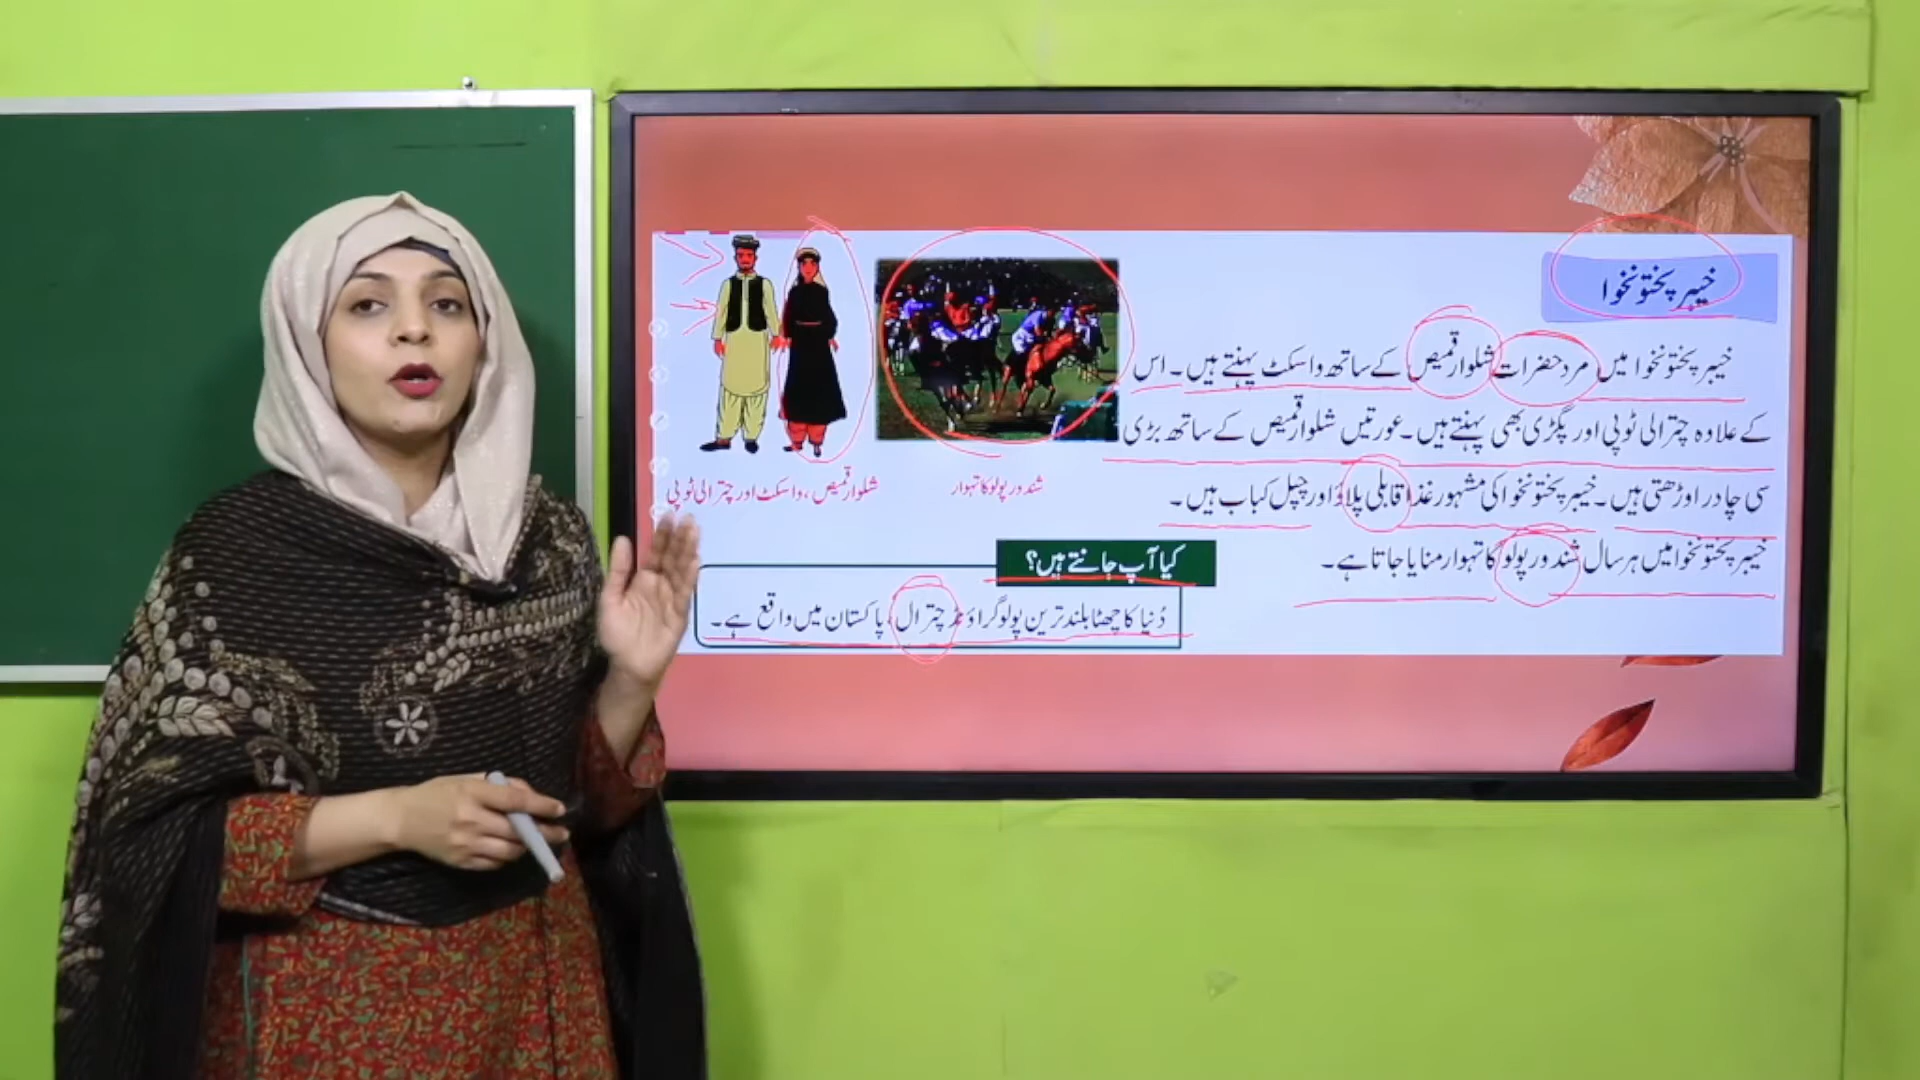 خیبر پختونخوا
خیبر پختونخوا میں مرد حضرات شلوار قمیص کے ساتھ واسکٹ پہنتے ہیں۔ اس
کے علاوہ چترالی ٹوپی اور پگڑی بھی پہنتے ہیں۔ عورتیں شلوار قمیص کے ساتھ بڑی
سی چادر اوڑھتی ہیں۔ خیبر پختونخوا کی مشہور غذا قابلی پلاؤ اور چپل کباب ہیں۔
خیبر پختونخوا میں ہر سال شندور پولو کا تہوار منایا جاتا ہے۔
شندور پولو کا تہوار
شلوار قمیص، واسکٹ اور چترالی ٹوپی
کیا آپ جانتے ہیں؟
دُنیا کا چھٹا بلند ترین پولو گراؤنڈ چترال، پاکستان میں واقع ہے۔